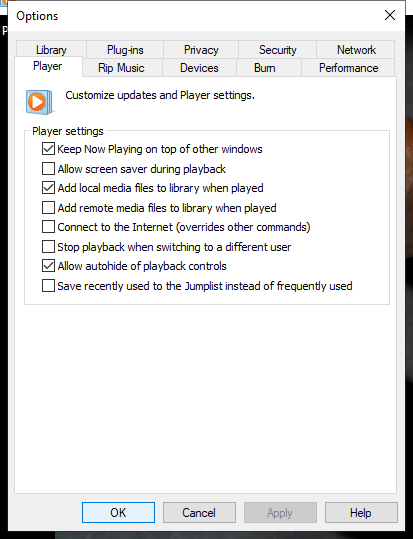 Options
Library Plug-ins Privacy Security Network
Player Rip Music Devices Burn Performance
Customize updates and Player settings.
Player settings
Keep Now Playing on top of other windows
Allow screen saver during playback
Add local media files to library when played
Add remote media files to library when played
Connect to the Internet (overrides other commands)
Stop playback when switching to a different user
Allow autohide of playback controls
Save recently used to the Jumplist instead of frequently used
OK Cancel Apply Help